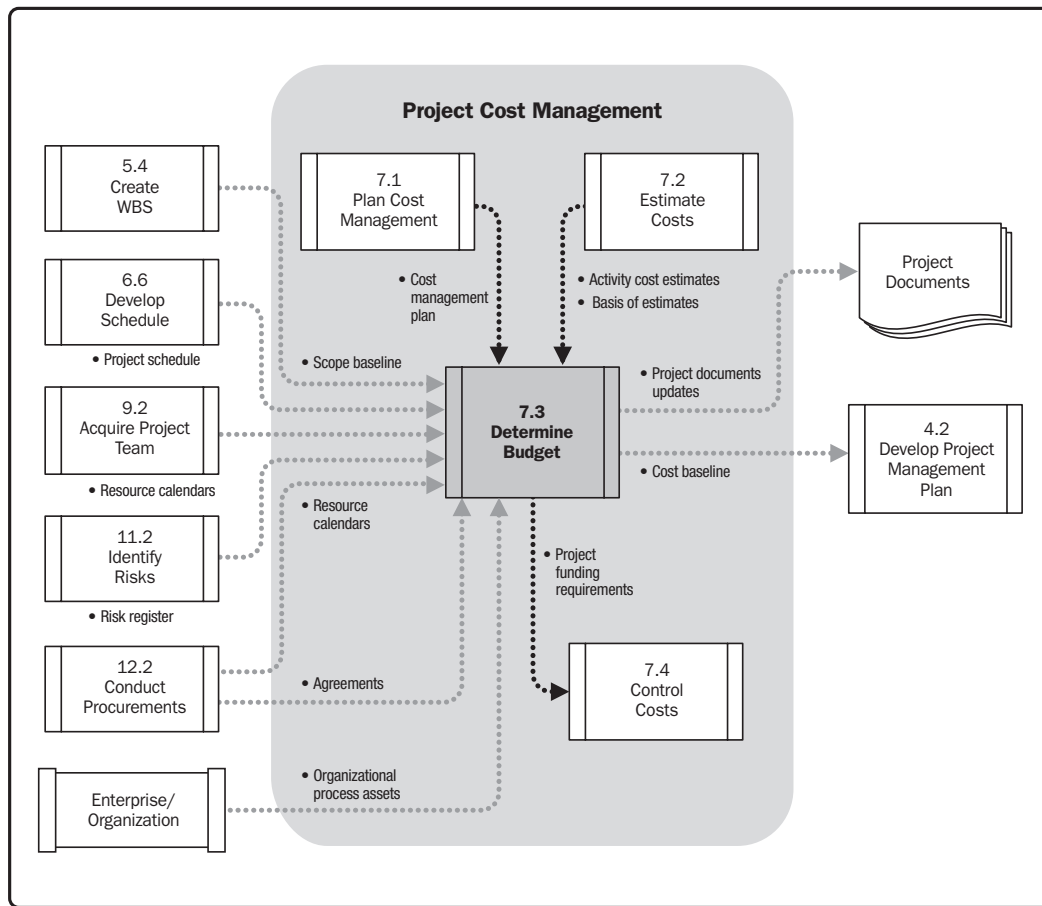 Project Cost Management
5.4
Create
WBS
7.1
Plan Cost
Management
7.2
Estimate
Costs
Project
Documents
6.6
Develop
Schedule
• Project schedule
• Cost
management
plan
• Activity cost estimates
• Basis of estimates
• Scope baseline
• Project documents
updates
9.2
Acquire Project
Team
• Resource calendars
7.3
Determine
Budget
4.2
Develop Project
Management
Plan
• Cost baseline
• Resource
calendars
11.2
Identify
Risks
• Risk register
• Project
funding
requirements
12.2
Conduct
Procurements
• Agreements
7.4
Control
Costs
• Organizational
process assets
Enterprise/
Organization